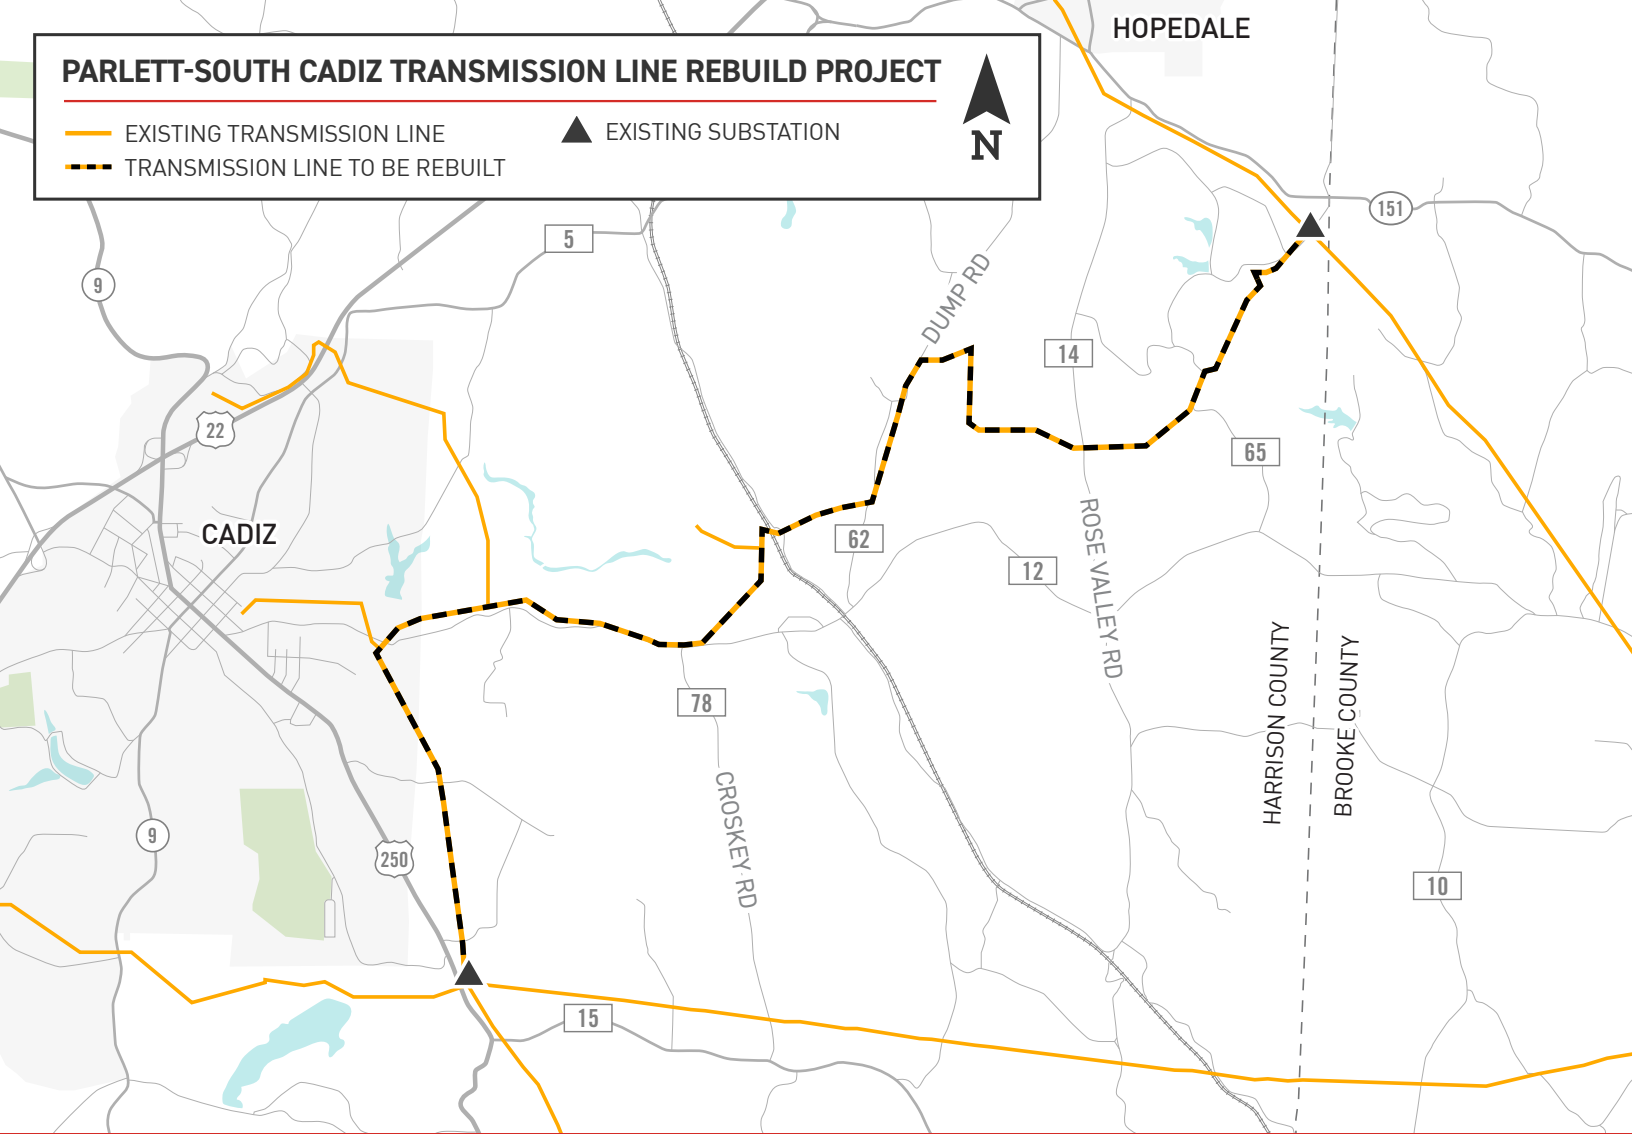 HOPEDALE
PARLETT-SOUTH CADIZ TRANSMISSION LINE REBUILD PROJECT
EXISTING TRANSMISSION LINE
EXISTING SUBSTATION
TRANSMISSION LINE TO BE REBUILT
N
151
5
9
DUMP RD
14
22
65
CADIZ
62
12
ROSE VALLEY RD
HARRISON COUNTY
BROOKE COUNTY
78
CROSKEY RD
9
250
10
15